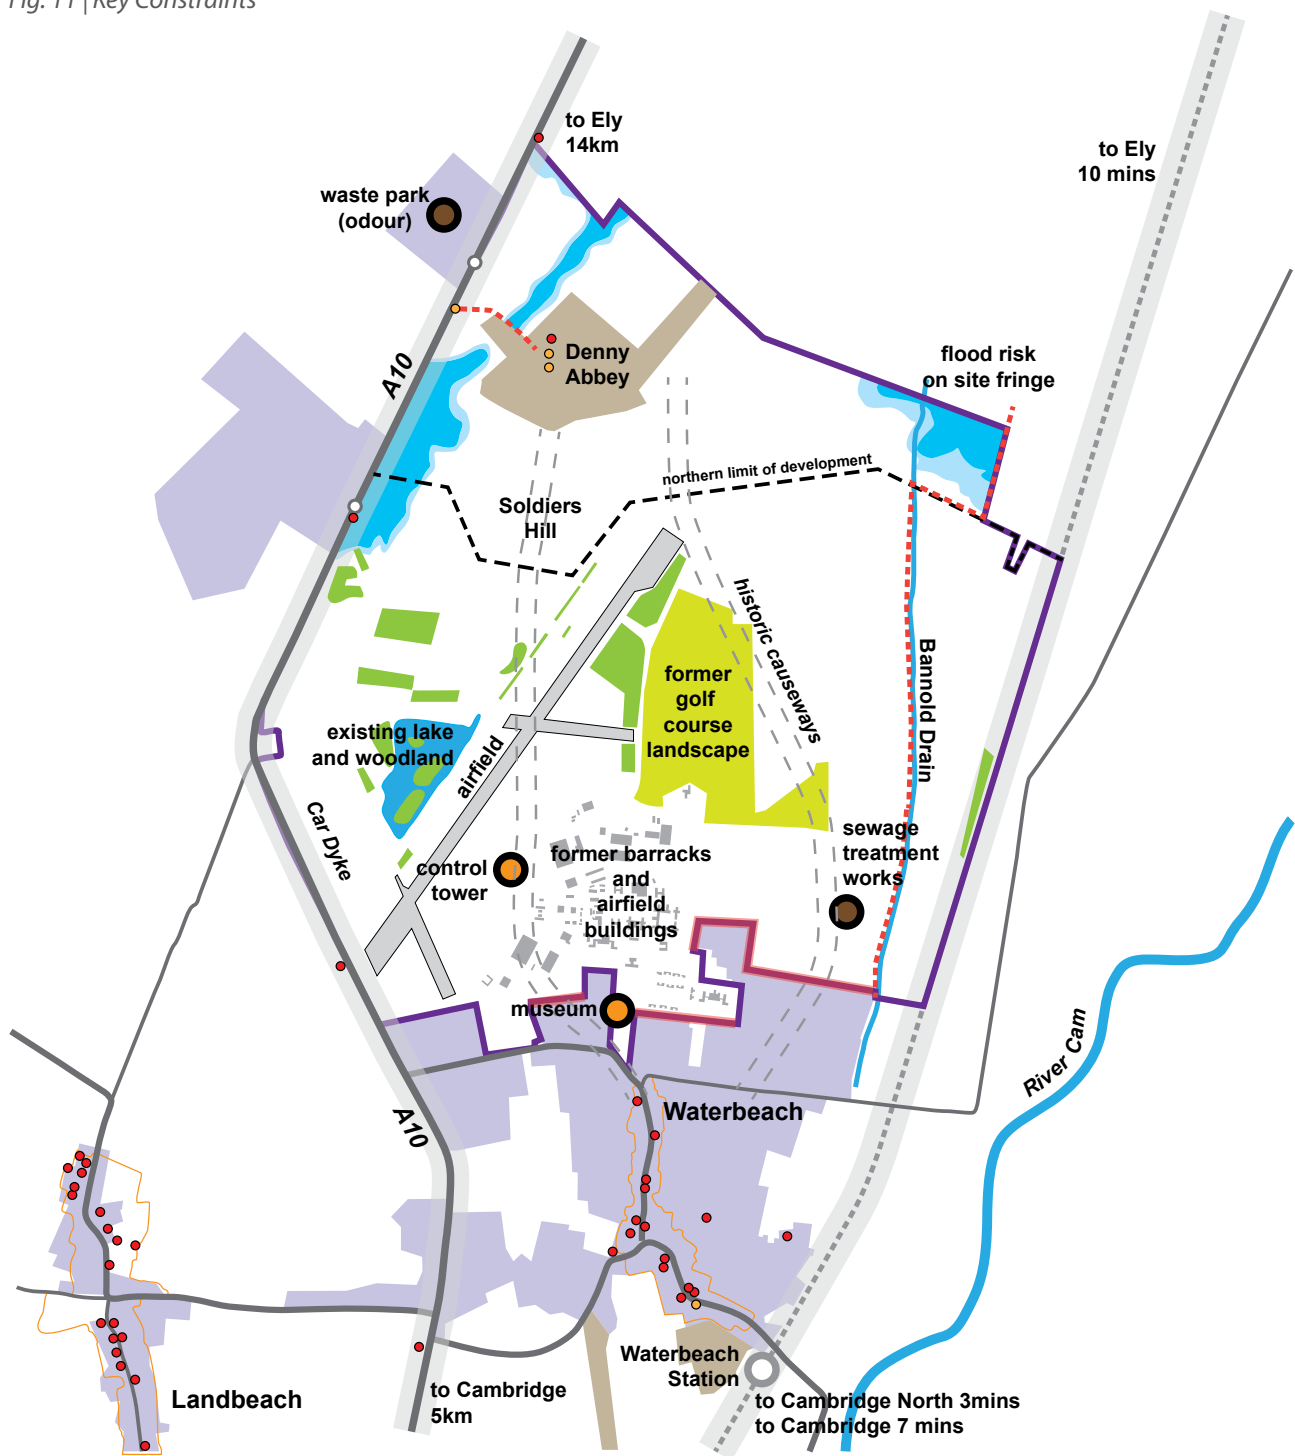 Fig. 11 | Key Constraints
to Ely
14km
to Ely
10 mins
waste park
(odour)
A10
Denny
Abbey
flood risk
on site fringe
northern limit of development
Soldiers
Hill
historic causeways
Bannold Drain
former
golf
course
landscape
existing lake
and woodland
airfield
Car Dyke
control
tower
former barracks
and
airfield
buildings
sewage
treatment
works
museum
River Cam
A10
Waterbeach
Landbeach
Waterbeach
Station
to Cambridge
5km
to Cambridge North 3mins
to Cambridge 7 mins